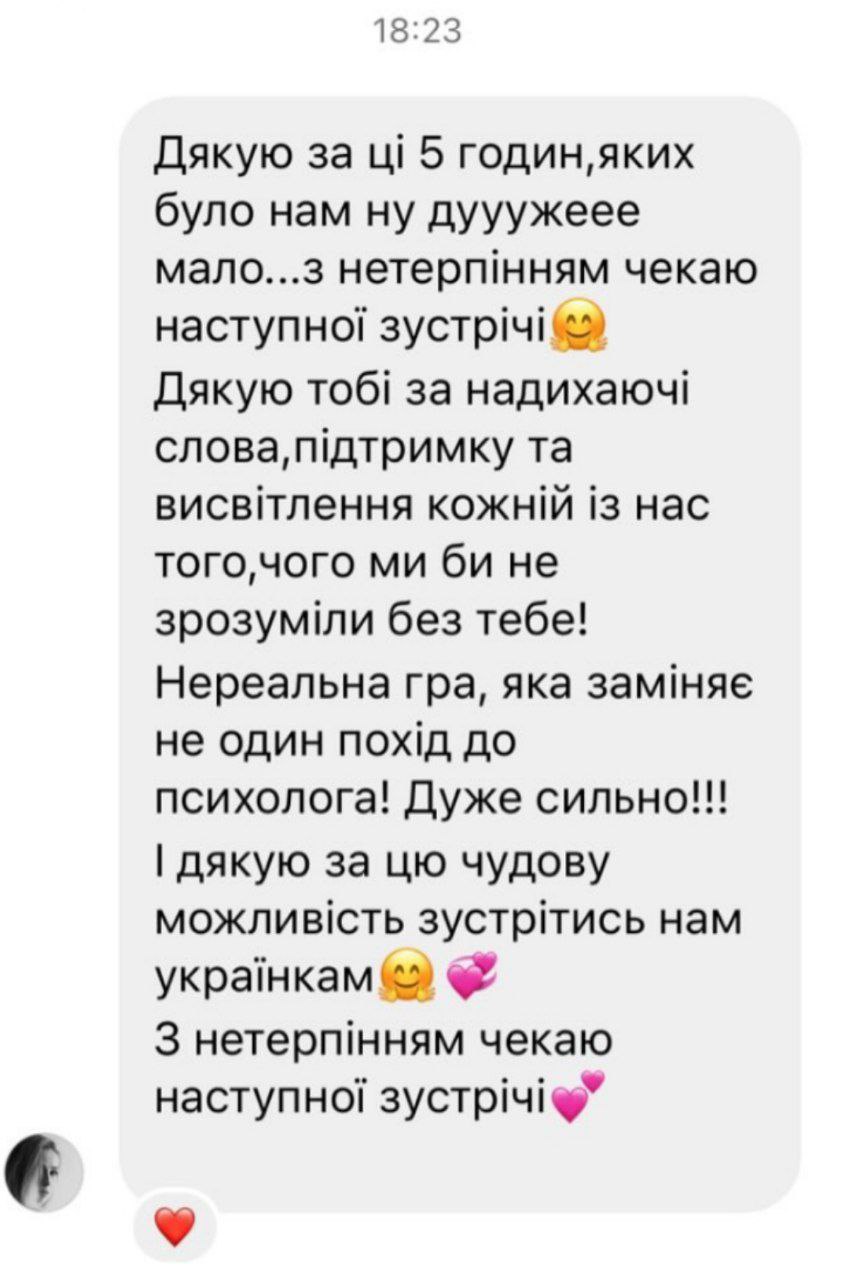 18:23
Дякую за ці 5 годин,яких
було нам ну дууужеее
мало...з нетерпінням чекаю
наступної зустрічі🤗
Дякую тобі за надихаючі
слова,підтримку та
висвітлення кожній із нас
того,чого ми би не
зрозуміли без тебе!
Нереальна гра, яка заміняє
не один похід до
психолога! Дуже сильно!!!
І дякую за цю чудову
можливість зустрітись нам
українкам🤗💞
З нетерпінням чекаю
наступної зустрічі💕